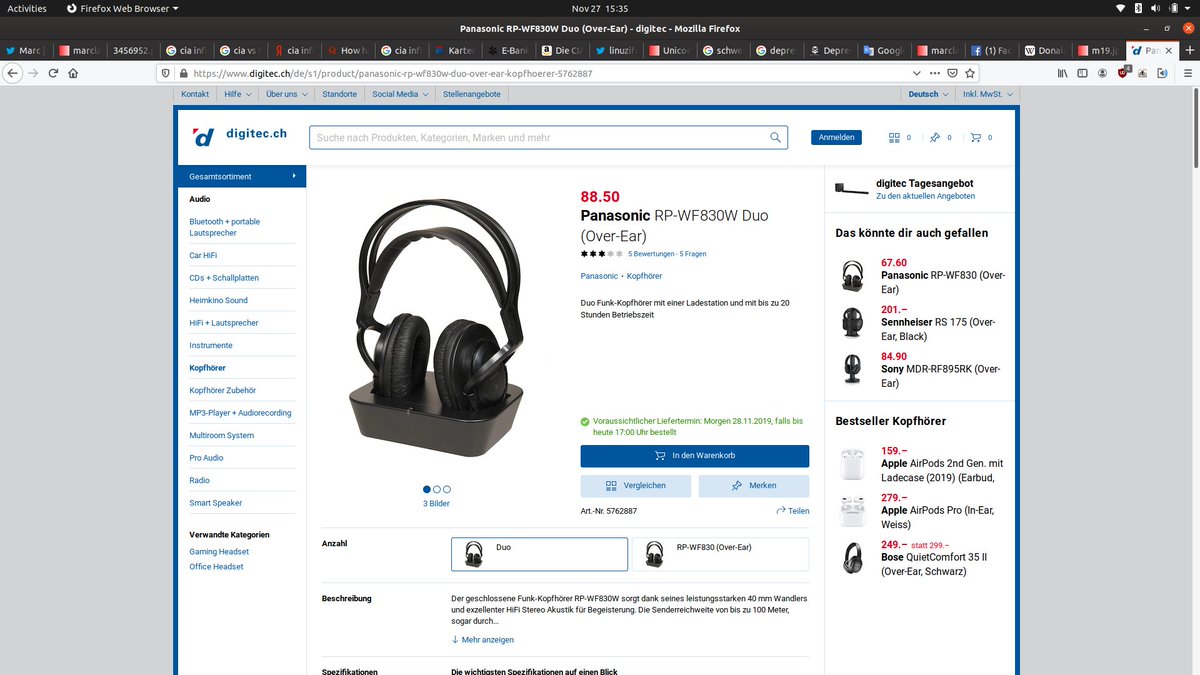 Activities
Firefox Web Browser
Nov 27 15:35
Panasonic RP-WF830W Duo (Over-Ear) - digitec - Mozilla Firefox
Marc
marcla
3456952.
cia inf
cia vs
cia inf
How h
cia inf
Karte
E-Bank
Die CI
linuzif
Unico
schwe
depre
Depre
Googl
marcl
(1) Fac
Donal
m19.j
Pan
https://www.digitec.ch/de/s1/product/panasonic-rp-wf830w-duo-over-ear-kopfhoerer-5762887
Kontakt
Hilfe
Über uns
Standorte
Social Media
Stellenangebote
Deutsch
Inkl. MwSt.
digitec.ch
Suche nach Produkten, Kategorien, Marken und mehr
Anmelden
0
0
0
Gesamtsortiment
Audio
Bluetooth + portable
Lautsprecher
Car HiFi
CDs + Schallplatten
Heimkino Sound
HiFi + Lautsprecher
Instrumente
Kopfhörer
Kopfhörer Zubehör
MP3-Player + Audiorecording
Multiroom System
Pro Audio
Radio
Smart Speaker
Verwandte Kategorien
Gaming Headset
Office Headset
3 Bilder
88.50
Panasonic RP-WF830W Duo
(Over-Ear)
5 Bewertungen · 5 Fragen
Panasonic • Kopfhörer
Duo Funk-Kopfhörer mit einer Ladestation und mit bis zu 20
Stunden Betriebszeit
Voraussichtlicher Liefertermin: Morgen 28.11.2019, falls bis
heute 17:00 Uhr bestellt
In den Warenkorb
Vergleichen
Merken
Art.-Nr. 5762887
Teilen
Anzahl
Duo
RP-WF830 (Over-Ear)
Beschreibung
Der geschlossene Funk-Kopfhörer RP-WF830W sorgt dank seines leistungsstarken 40 mm Wandlers
und exzellenter HiFi Stereo Akustik für Begeisterung. Die Senderreichweite von bis zu 100 Meter,
sogar durch...
Mehr anzeigen
Spezifikationen
Die wichtigsten Spezifikationen auf einen Blick
digitec Tagesangebot
Zu den aktuellen Angeboten
Das könnte dir auch gefallen
67.60
Panasonic RP-WF830 (Over-
Ear)
201.–
Sennheiser RS 175 (Over-
Ear, Black)
84.90
Sony MDR-RF895RK (Over-
Ear)
Bestseller Kopfhörer
159.–
Apple AirPods 2nd Gen. mit
Ladecase (2019) (Earbud,
279.–
Apple AirPods Pro (In-Ear,
Weiss)
249.– statt 299.–
Bose QuietComfort 35 II
(Over-Ear, Schwarz)